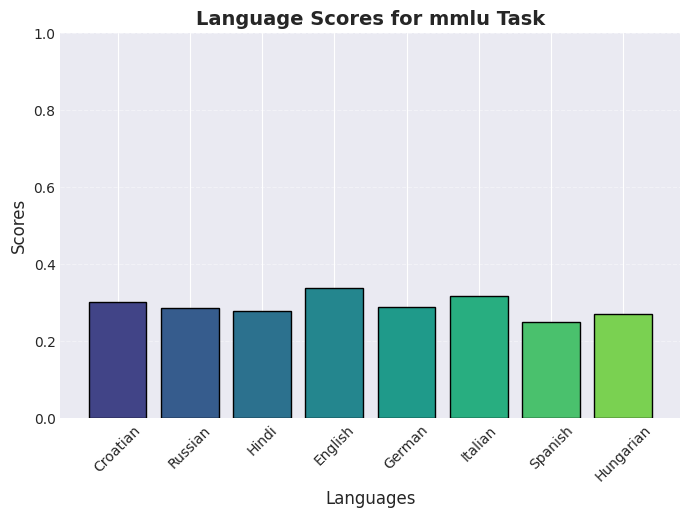 Language Scores for mmlu Task
1.0
0.8
0.6
0.4
0.2
0.0
Scores
Croatian
Russian
Hindi
English
German
Italian
Spanish
Hungarian
Languages